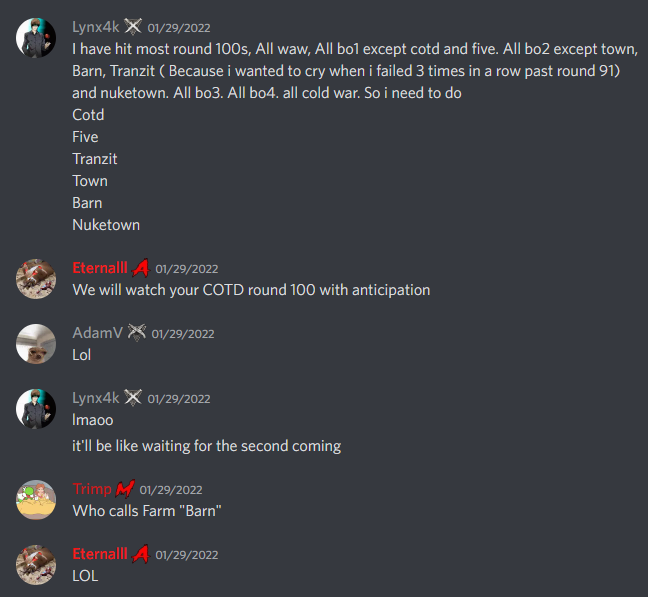 Lynx4k 01/29/2022
I have hit most round 100s, All waw, All bo1 except cotd and five. All bo2 except town,
Barn, Tranzit ( Because i wanted to cry when i failed 3 times in a row past round 91)
and nuketown. All bo3. All bo4. all cold war. So i need to do
Cotd
Five
Tranzit
Town
Barn
Nuketown
Eternalll 01/29/2022
We will watch your COTD round 100 with anticipation
AdamV 01/29/2022
Lol
Lynx4k 01/29/2022
lmaoo
it'll be like waiting for the second coming
Trimp 01/29/2022
Who calls Farm "Barn"
Eternalll 01/29/2022
LOL